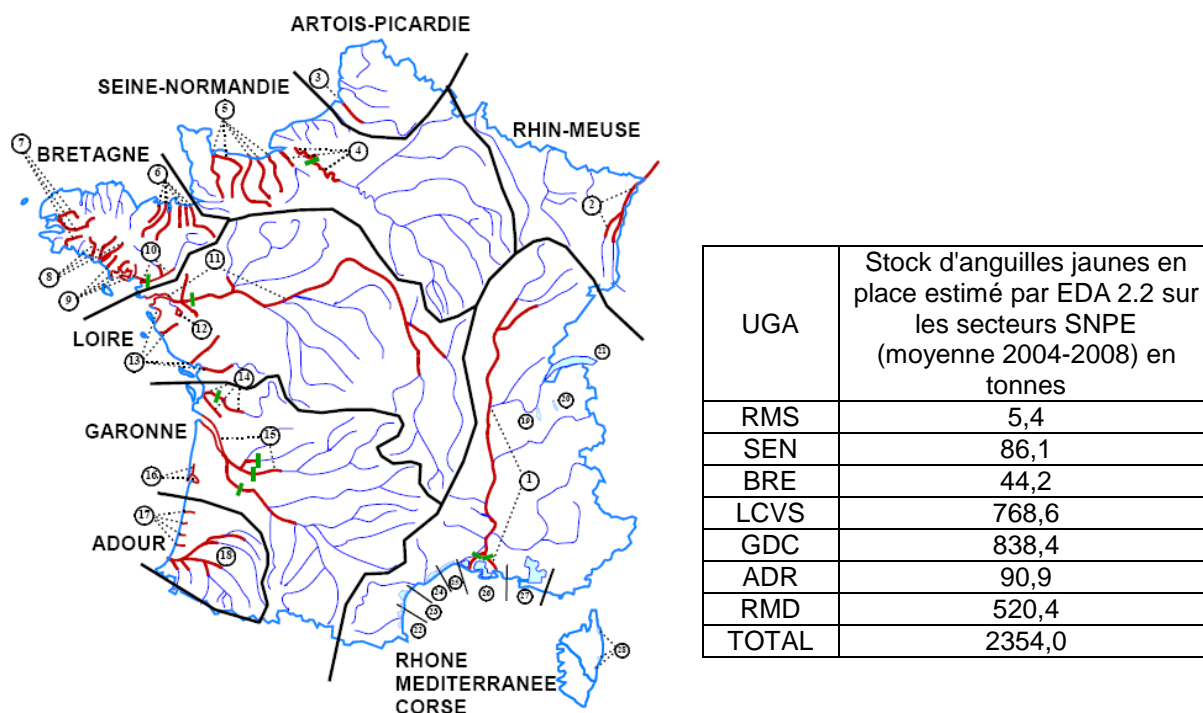 ARTOIS-PICARDIE
3
SEINE-NORMANDIE
5
RHIN-MEUSE
7
BRETAGNE
4
6
2
10
11
8
9
12
LOIRE
13
21
14
20
19
GARONNE
15
1
16
17
ADOUR
18
24
25
26
27
23
22
28
RHONE
MEDITERRANEE
CORSE
UGA
Stock d'anguilles jaunes en
place estimé par EDA 2.2 sur
les secteurs SNPE
(moyenne 2004-2008) en
tonnes
RMS 5,4
SEN 86,1
BRE 44,2
LCVS 768,6
GDC 838,4
ADR 90,9
RMD 520,4
TOTAL 2354,0